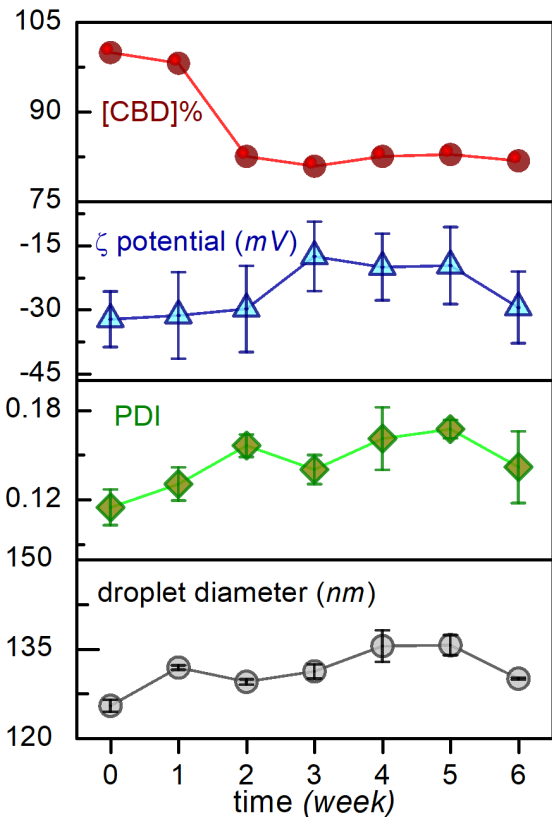 105
90
[CBD]%
75
-15
ζ potential (mV)
-30
-45
0.18
PDI
0.12
150
droplet diameter (nm)
135
120
0 1 2 3 4 5 6
time (week)